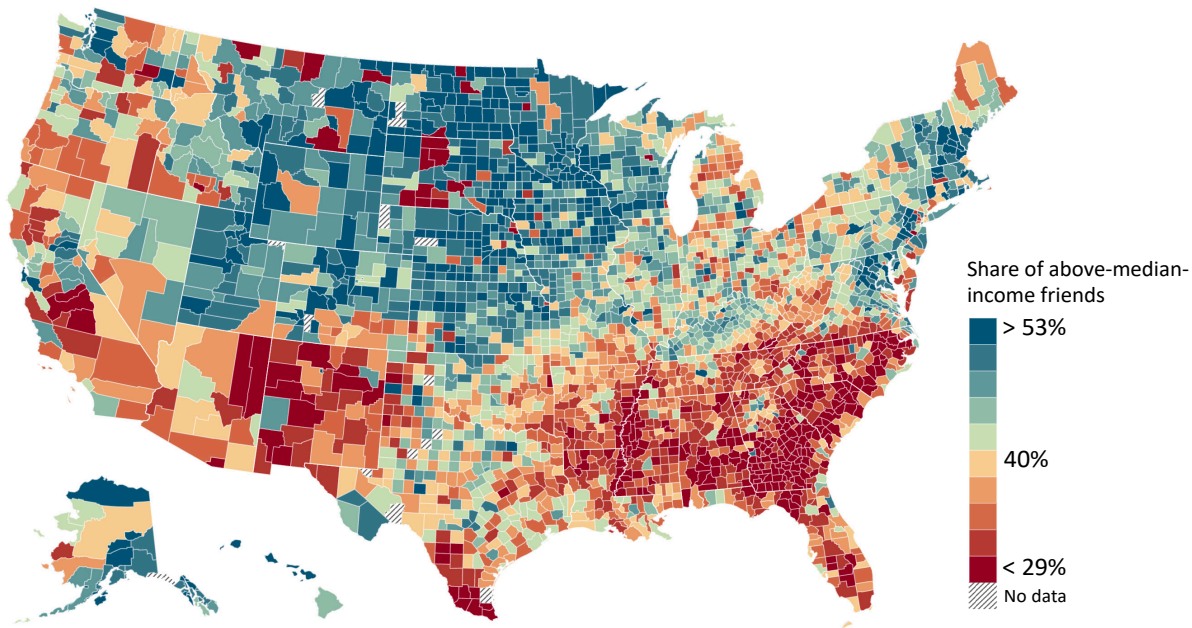 Share of above-median-
income friends
> 53%
40%
< 29%
No data